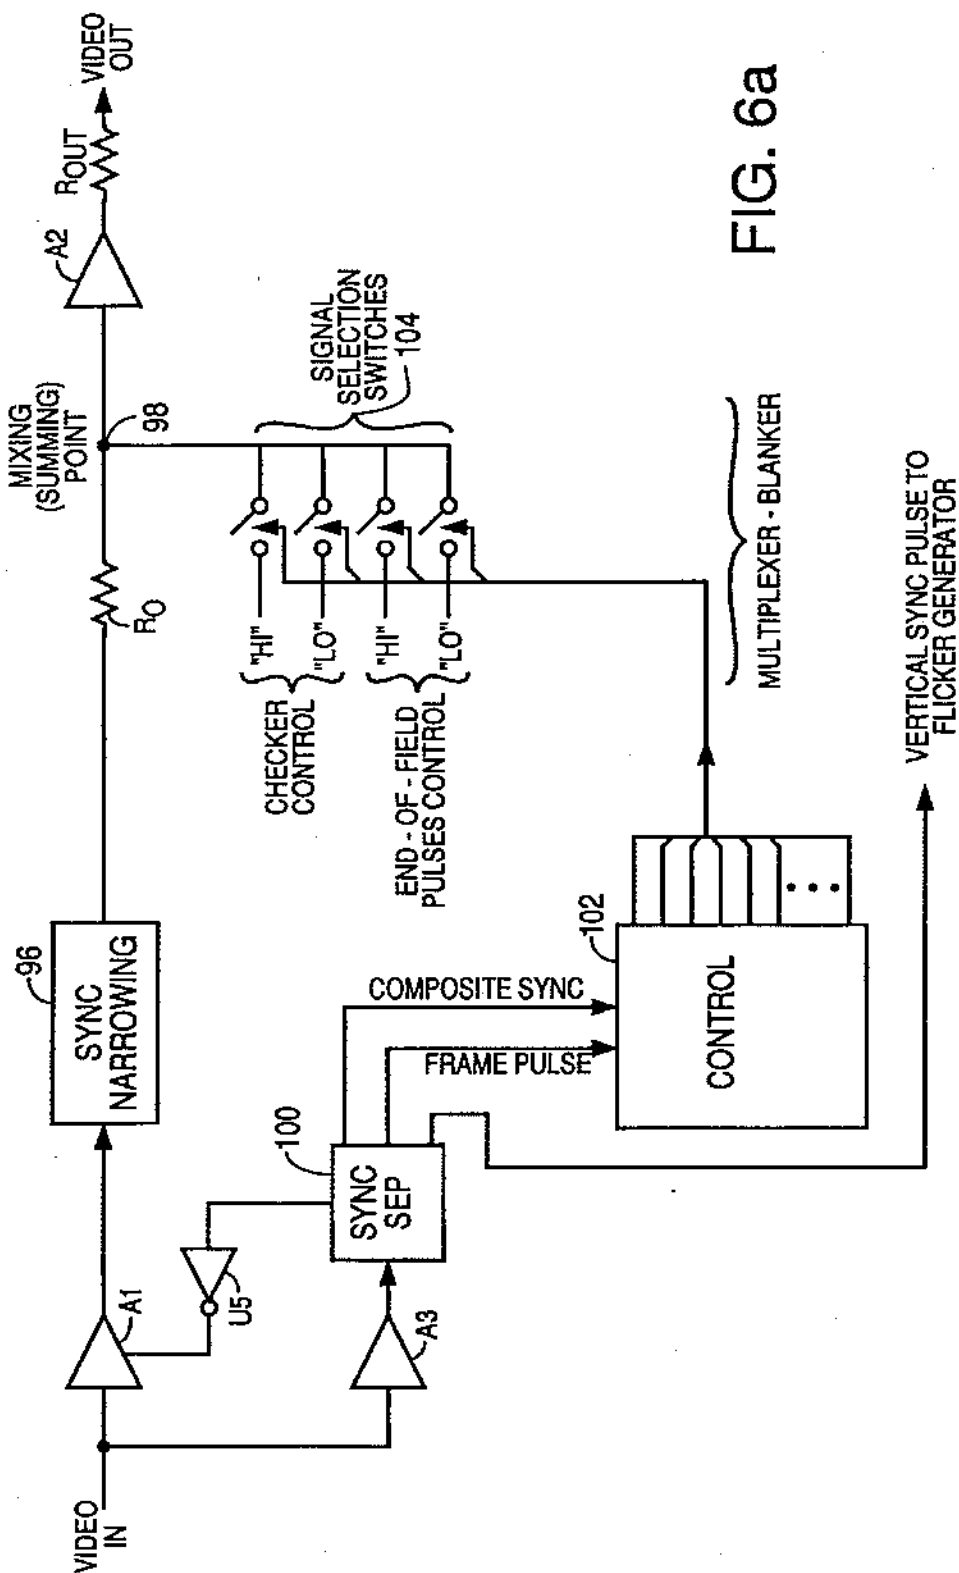 VIDEO
IN
A1
U5
A3
96
SYNC
NARROWING
100
SYNC
SEP
COMPOSITE SYNC
FRAME PULSE
102
CONTROL
RO
MIXING
(SUMMING)
POINT
98
A2
ROUT
VIDEO
OUT
CHECKER
CONTROL
"HI"
"LO"
END - OF - FIELD
PULSES CONTROL
"HI"
"LO"
SIGNAL
SELECTION
SWITCHES
104
MULTIPLEXER - BLANKER
VERTICAL SYNC PULSE TO
FLICKER GENERATOR
FIG. 6a